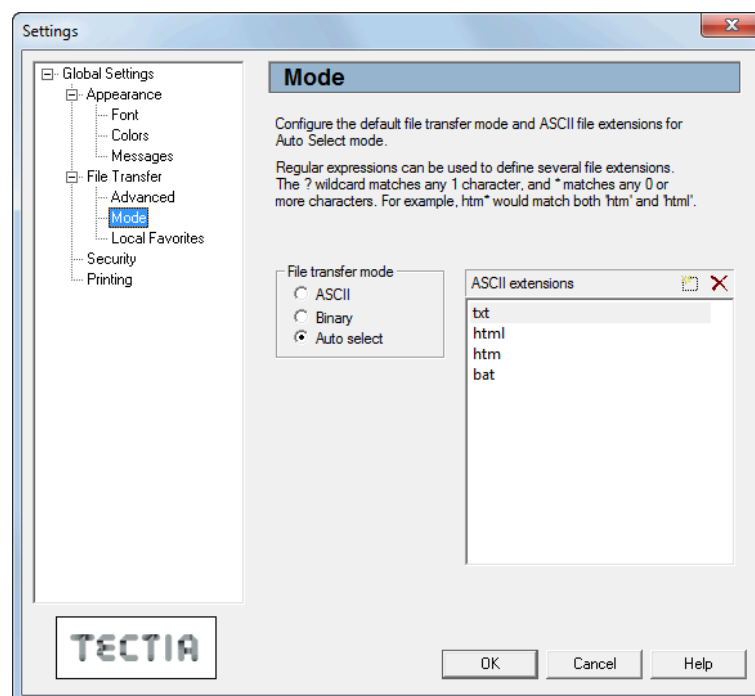 Settings
Global Settings
Appearance
Font
Colors
Messages
File Transfer
Advanced
Mode
Local Favorites
Security
Printing
Mode
Configure the default file transfer mode and ASCII file extensions for
Auto Select mode.
Regular expressions can be used to define several file extensions.
The ? wildcard matches any 1 character, and * matches any 0 or
more characters. For example, htm* would match both 'htm' and 'html'.
File transfer mode
ASCII
Binary
Auto select
ASCII extensions
txt
html
htm
bat
TECTIA
OK
Cancel
Help